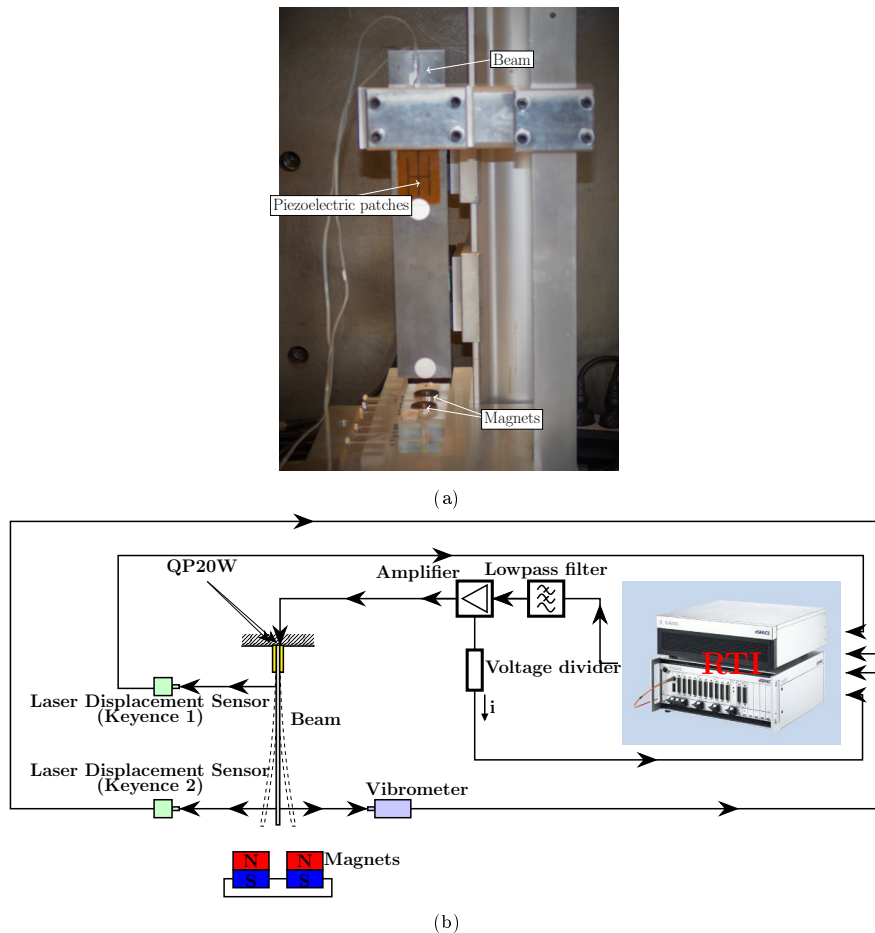 Beam
Piezoelectric patches
Magnets
(a)
QP20W
Amplifier
Lowpass filter
Voltage divider
RTI
Laser Displacement Sensor
(Keyence 1)
Beam
i
Laser Displacement Sensor
(Keyence 2)
Vibrometer
N
N
Magnets
S
S
(b)